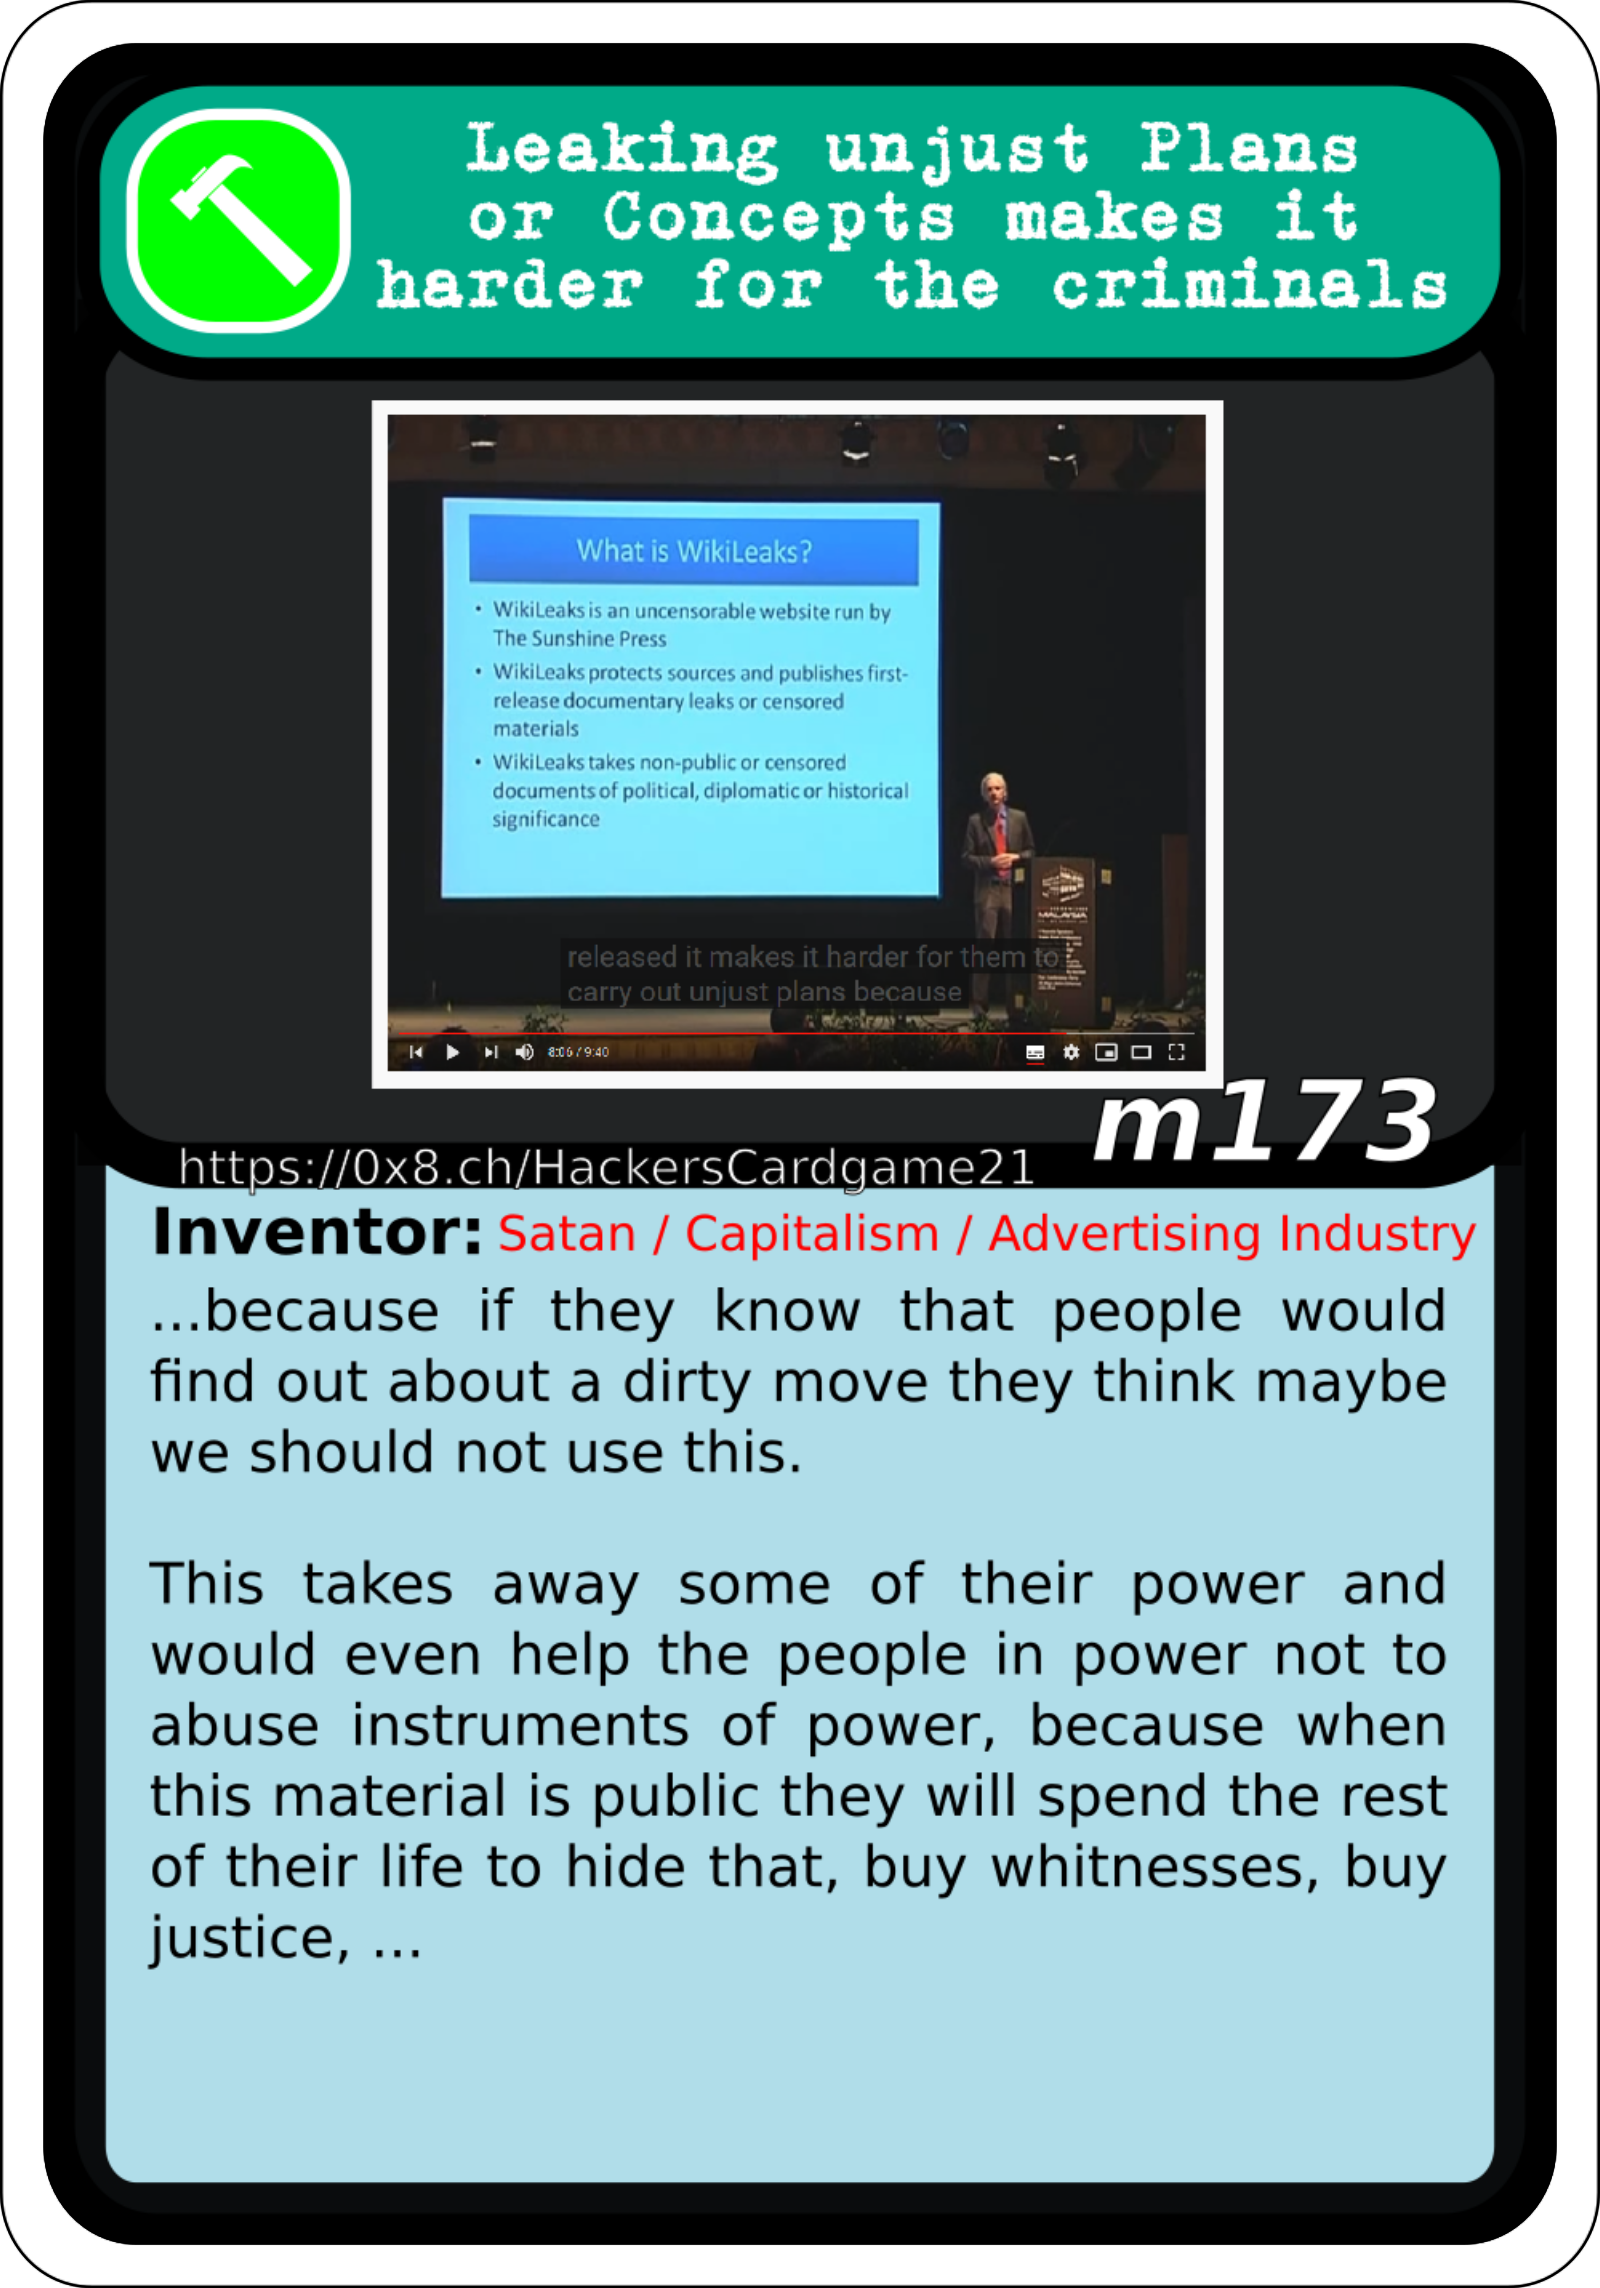 Leaking unjust Plans
or Concepts makes it
harder for the criminals
What is WikiLeaks?
• WikiLeaks is an uncensorable website run by
The Sunshine Press
• WikiLeaks protects sources and publishes first-
release documentary leaks or censored
materials
• WikiLeaks takes non-public or censored
documents of political, diplomatic or historical
significance
MALAYSIA
released it makes it harder for them to
carry out unjust plans because
8:06 / 9:40
m173
https://0x8.ch/HackersCardgame21
Inventor: Satan / Capitalism / Advertising Industry
...because if they know that people would
find out about a dirty move they think maybe
we should not use this.
This takes away some of their power and
would even help the people in power not to
abuse instruments of power, because when
this material is public they will spend the rest
of their life to hide that, buy whitnesses, buy
justice, ...